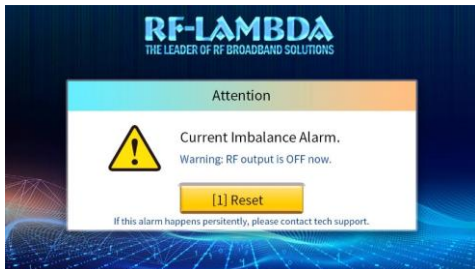 RF-LAMBDA
THE LEADER OF RF BROADBAND SOLUTIONS
Attention
Current Imbalance Alarm.
Warning: RF output is OFF now.
[1] Reset
If this alarm happens persitently, please contact tech support.